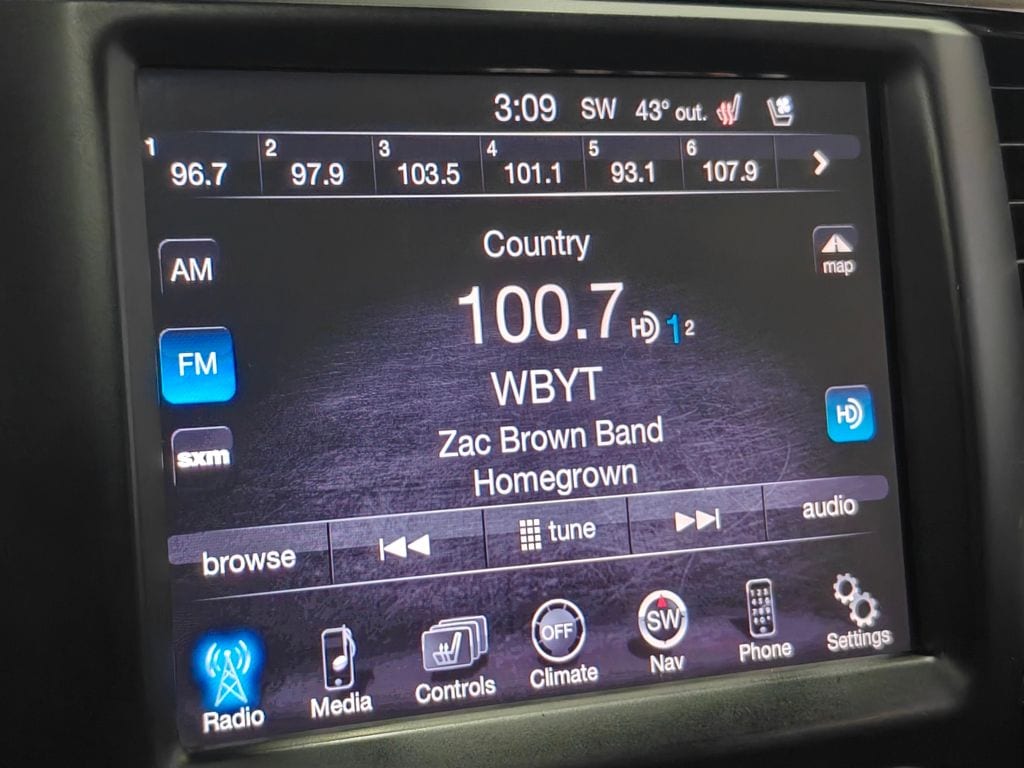 3:09 SW 43° out.
1 2 3 4 5 6
96.7 97.9 103.5 101.1 93.1 107.9
Country
map
AM
100.7 HD 1 2
FM
WBYT
HD
Zac Brown Band
sxm
Homegrown
browse tune audio
OFF SW
Radio Media Controls Climate Nav Phone Settings